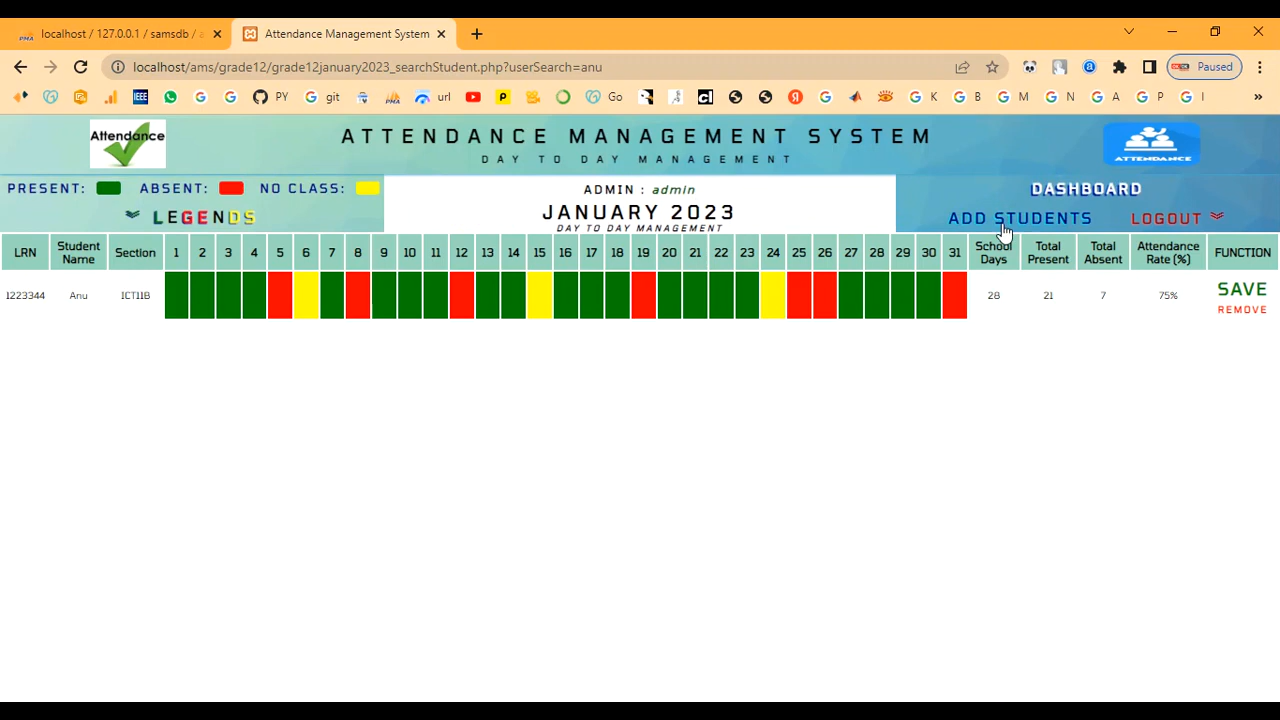 localhost / 127.0.0.1 / samsdb /
Attendance Management System
localhost/ams/grade12/grade12january2023_searchStudent.php?userSearch=anu
Paused
IEEE PY git url Go K B M N A P I »
Attendance
ATTENDANCE MANAGEMENT SYSTEM
DAY TO DAY MANAGEMENT
ATTENDANCE
PRESENT: ABSENT: NO CLASS:
LEGENDS
ADMIN : admin
JANUARY 2023
DAY TO DAY MANAGEMENT
DASHBOARD
ADD STUDENTS LOGOUT
LRN Student Name Section 1 2 3 4 5 6 7 8 9 10 11 12 13 14 15 16 17 18 19 20 21 22 23 24 25 26 27 28 29 30 31 School Days Total Present Total Absent Attendance Rate (%) FUNCTION
1223344 Anu ICT11B 28 21 7 75% SAVE
REMOVE